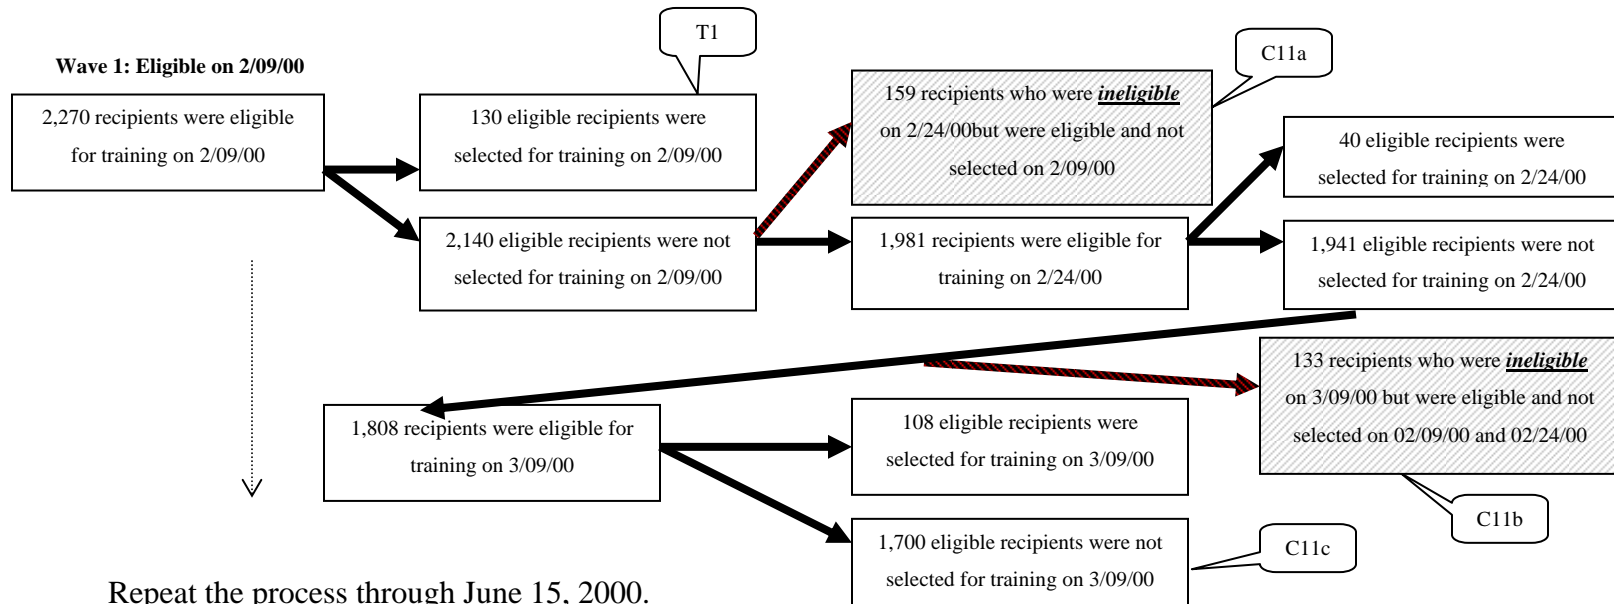 T1
Wave 1: Eligible on 2/09/00
C11a
2,270 recipients were eligible
for training on 2/09/00
130 eligible recipients were
selected for training on 2/09/00
159 recipients who were ineligible
on 2/24/00but were eligible and not
selected on 2/09/00
40 eligible recipients were
selected for training on 2/24/00
2,140 eligible recipients were not
selected for training on 2/09/00
1,981 recipients were eligible for
training on 2/24/00
1,941 eligible recipients were not
selected for training on 2/24/00
133 recipients who were ineligible
on 3/09/00 but were eligible and not
selected on 02/09/00 and 02/24/00
1,808 recipients were eligible for
training on 3/09/00
108 eligible recipients were
selected for training on 3/09/00
C11b
1,700 eligible recipients were not
selected for training on 3/09/00
C11c
Repeat the process through June 15, 2000.